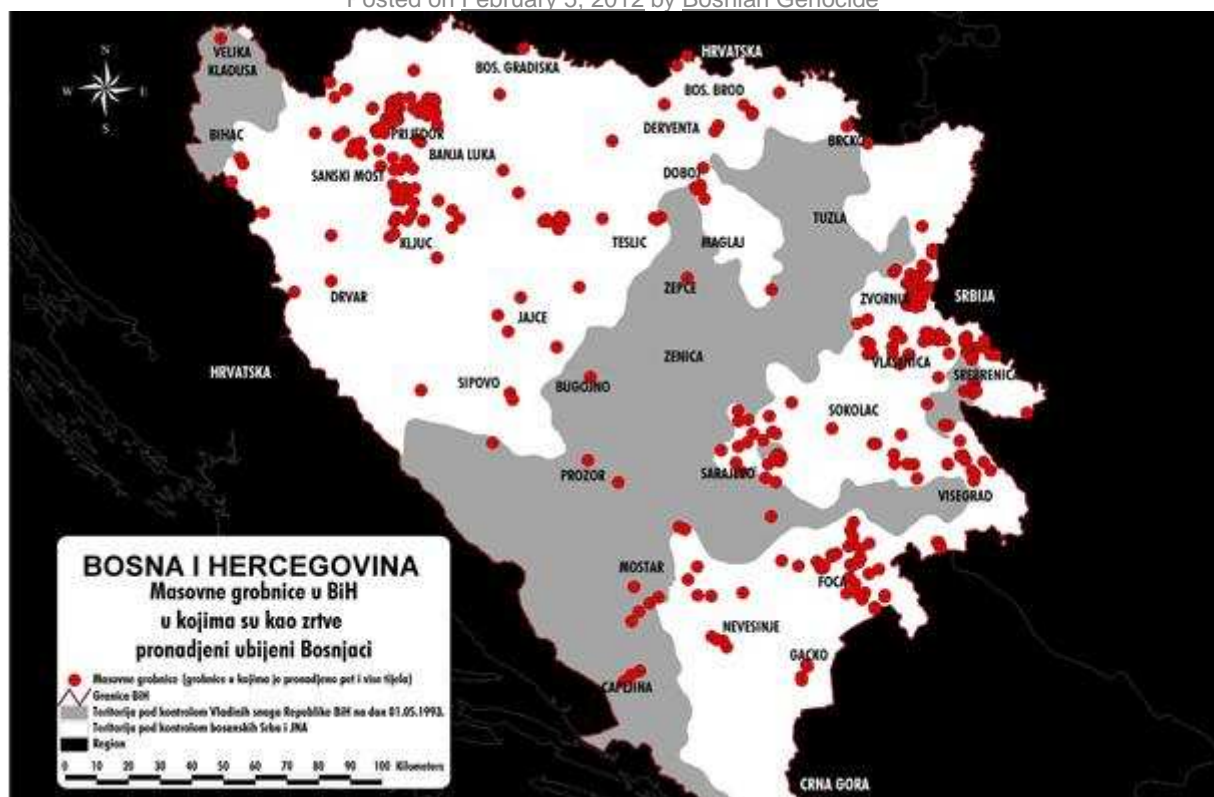 Posted on February 5, 2012 by Bosnian Genocide
N
W E
S
VELIKA
KLADUSA
BOS. GRADISKA
HRVATSKA
BOS. BROD
BIHAC
PRIJEDOR
DERVENTA
BRCKO
BANJA LUKA
SANSKI MOST
DOBOJ
TUZLA
KLJUC
TESLIC
MAGLAJ
DRVAR
ZEPCE
ZVORNIK
SRBIJA
JAJCE
HRVATSKA
ZENICA
VLASENICA
SIPOVO
BUGOJNO
SREBRENICA
SOKOLAC
PROZOR
SARAJEVO
VISEGRAD
MOSTAR
FOCA
NEVESINJE
GACKO
CAPLJINA
CRNA GORA
BOSNA I HERCEGOVINA
Masovne grobnice u BiH
u kojima su kao zrtve
pronadjeni ubijeni Bosnjaci
Masovne grobnice (grobnice u kojima je pronadjeno pet i vise tijela)
Granica BiH
Teritorija pod kontrolom Vladinih snaga Republike BiH na dan 01.05.1993.
Teritorija pod kontrolom bosanskih Srba i JNA
Region
0 10 20 30 40 50 60 70 80 90 100 Kilometers